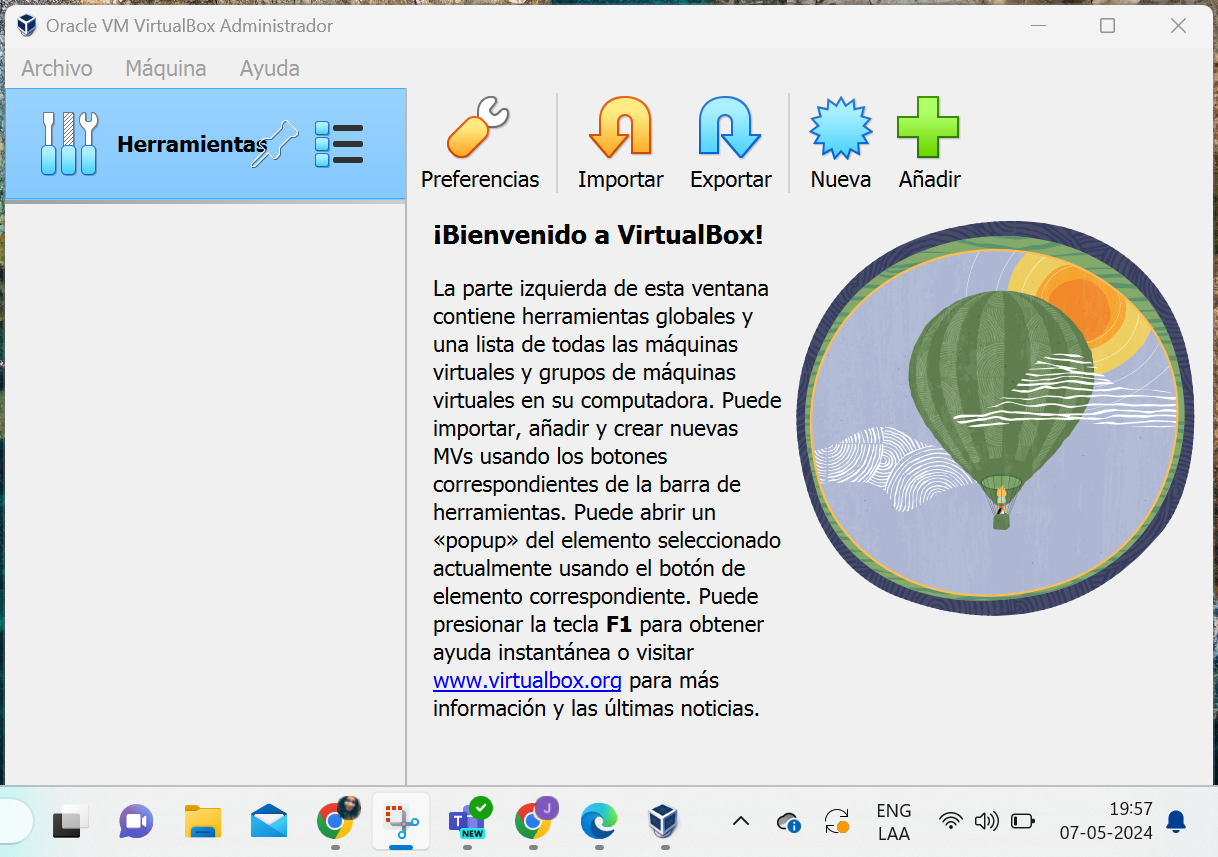 Oracle VM VirtualBox Administrador
Archivo Máquina Ayuda
Herramientas
Preferencias Importar Exportar Nueva Añadir
¡Bienvenido a VirtualBox!
La parte izquierda de esta ventana
contiene herramientas globales y
una lista de todas las máquinas
virtuales y grupos de máquinas
virtuales en su computadora. Puede
importar, añadir y crear nuevas
MVs usando los botones
correspondientes de la barra de
herramientas. Puede abrir un
«popup» del elemento seleccionado
actualmente usando el botón de
elemento correspondiente. Puede
presionar la tecla F1 para obtener
ayuda instantánea o visitar
www.virtualbox.org para más
información y las últimas noticias.
T
NEW
J
ENG
LAA
19:57
07-05-2024